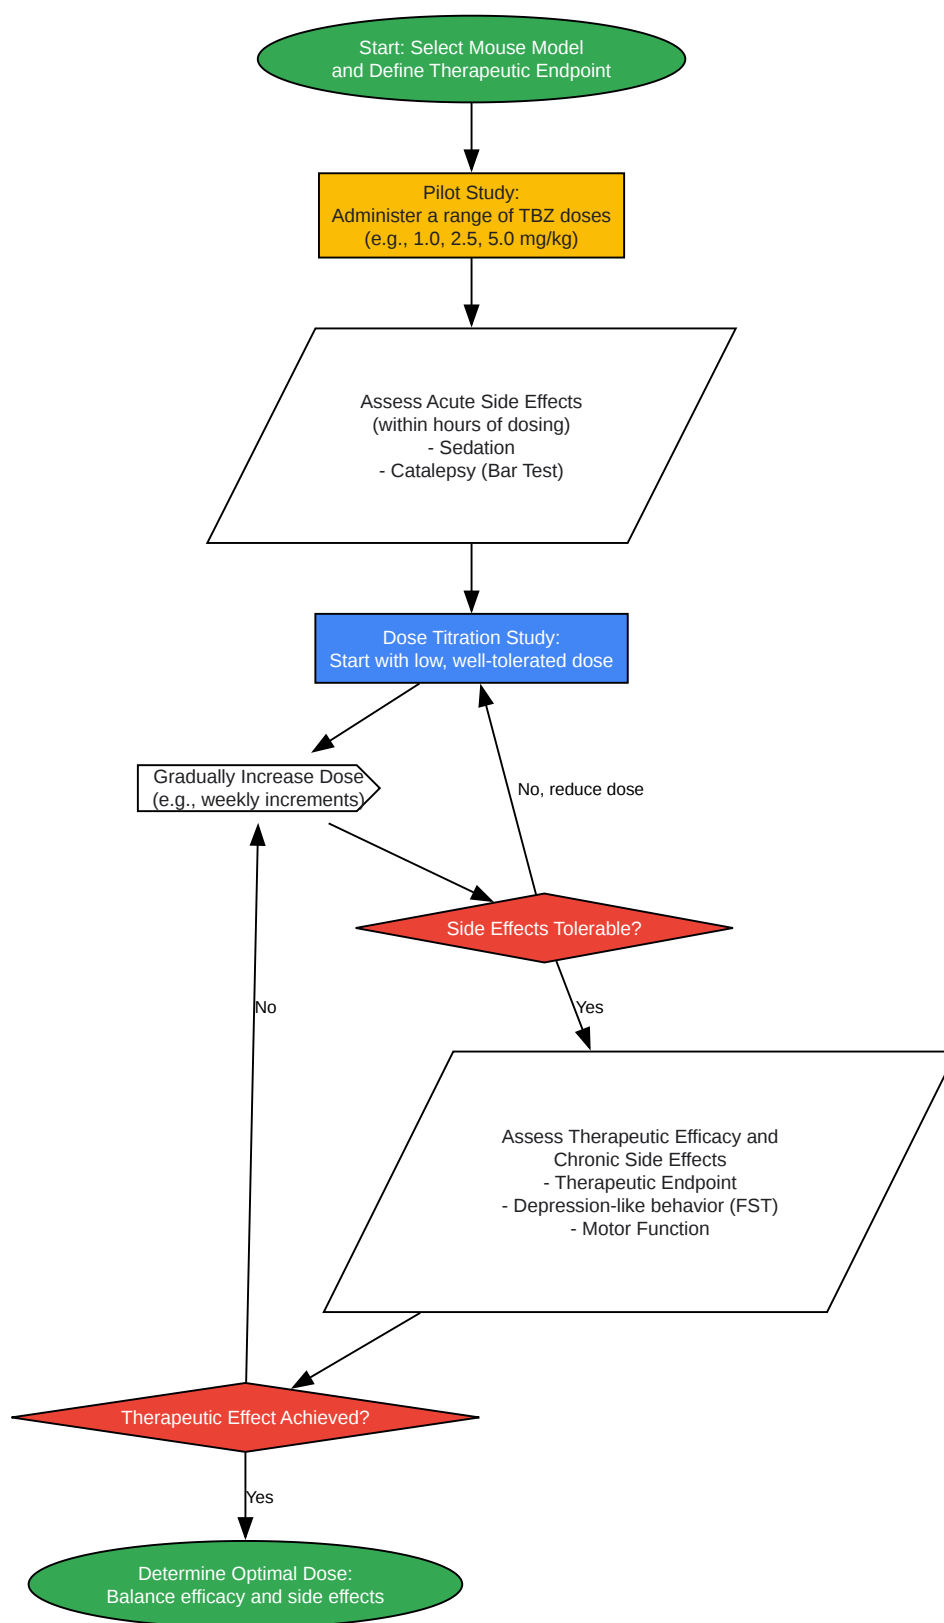 Start: Select Mouse Model
and Define Therapeutic Endpoint
Pilot Study:
Administer a range of TBZ doses
(e.g., 1.0, 2.5, 5.0 mg/kg)
Assess Acute Side Effects
(within hours of dosing)
- Sedation
- Catalepsy (Bar Test)
Dose Titration Study:
Start with low, well-tolerated dose
Gradually Increase Dose
(e.g., weekly increments)
No, reduce dose
Side Effects Tolerable?
No
Yes
Assess Therapeutic Efficacy and
Chronic Side Effects
- Therapeutic Endpoint
- Depression-like behavior (FST)
- Motor Function
Therapeutic Effect Achieved?
Yes
Determine Optimal Dose:
Balance efficacy and side effects